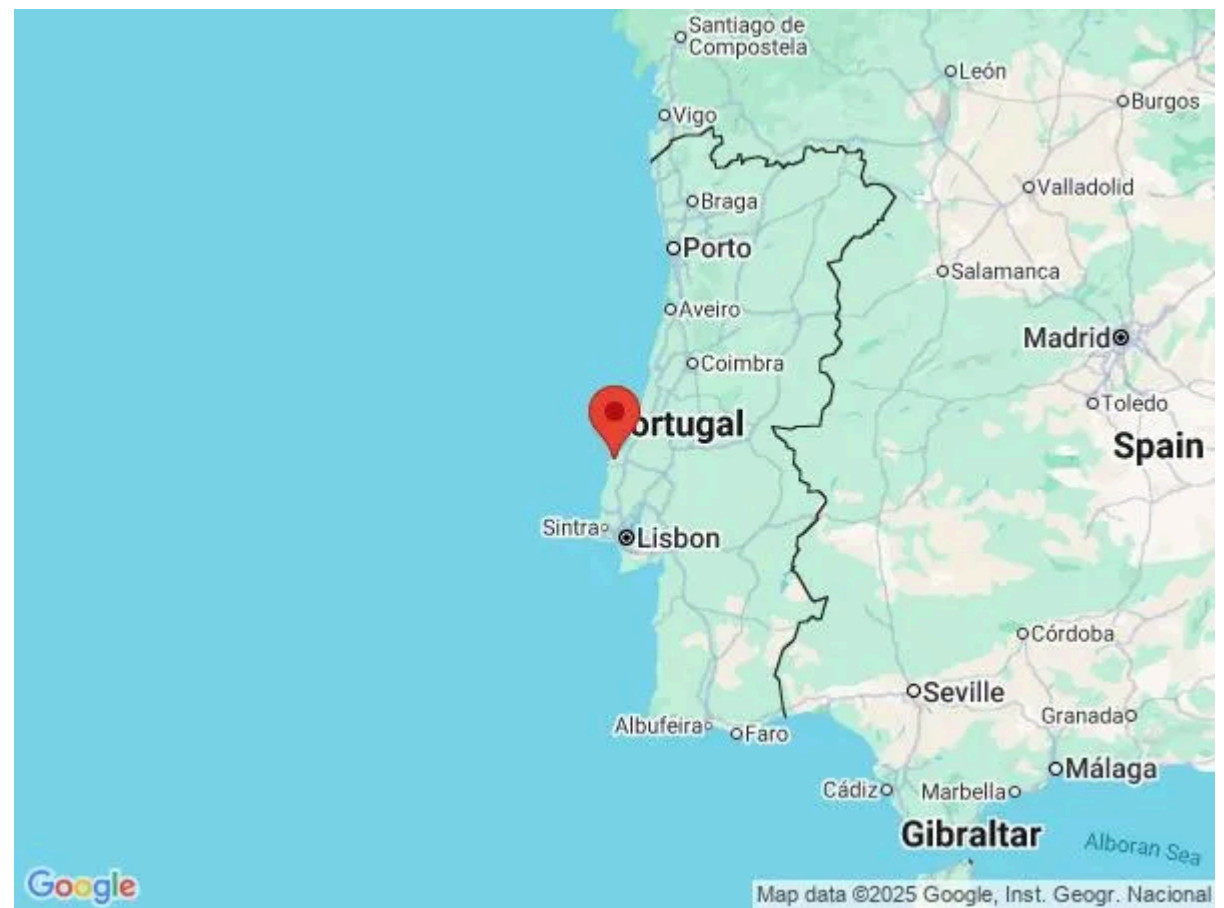 Santiago de
Compostela
León
Burgos
Vigo
Valladolid
Braga
Porto
Salamanca
Aveiro
Madrid
Coimbra
Toledo
ortugal
Spain
Sintra
Lisbon
Córdoba
Seville
Granada
Albufeira
Faro
Málaga
Cádiz
Marbella
Gibraltar
Alboran Sea
Google
Map data ©2025 Google, Inst. Geogr. Nacional